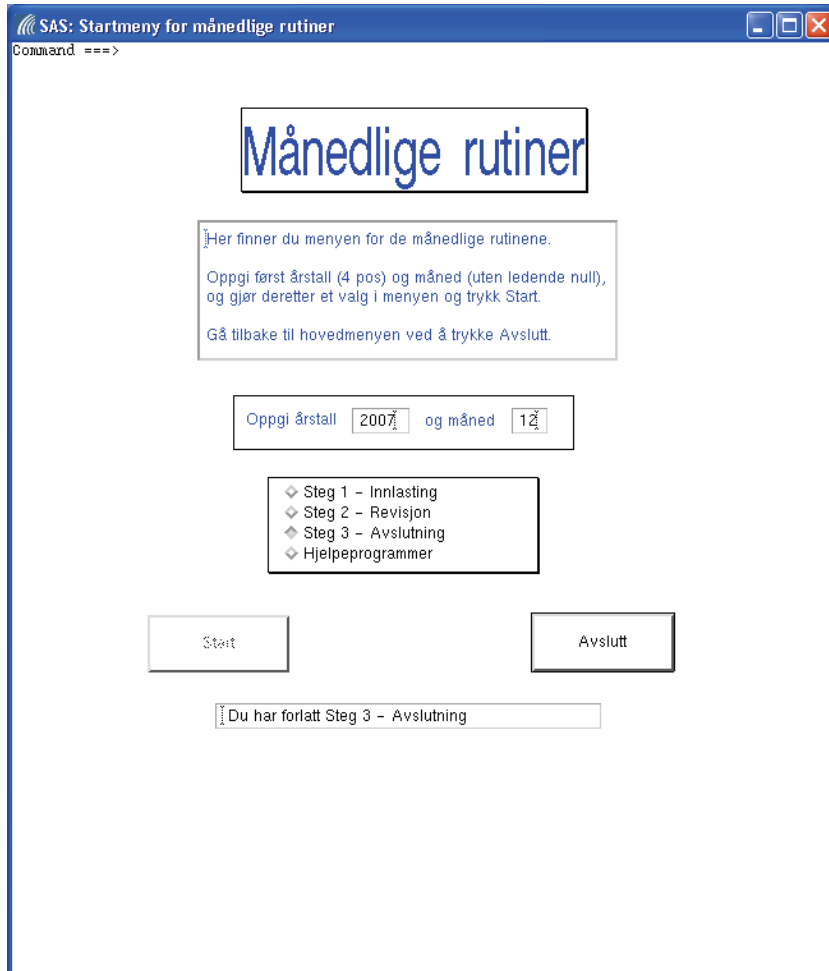 SAS: Startmeny for månedlige rutiner
Command ===>
Månedlige rutiner
Her finner du menyen for de månedlige rutinene.
Oppgi først årstall (4 pos) og måned (uten ledende null),
og gjør deretter et valg i menyen og trykk Start.
Gå tilbake til hovedmenyen ved å trykke Avslutt.
Oppgi årstall 2007 og måned 12
Steg 1 – Innlasting
Steg 2 – Revisjon
Steg 3 – Avslutning
Hjelpeprogrammer
Start Avslutt
Du har forlatt Steg 3 – Avslutning